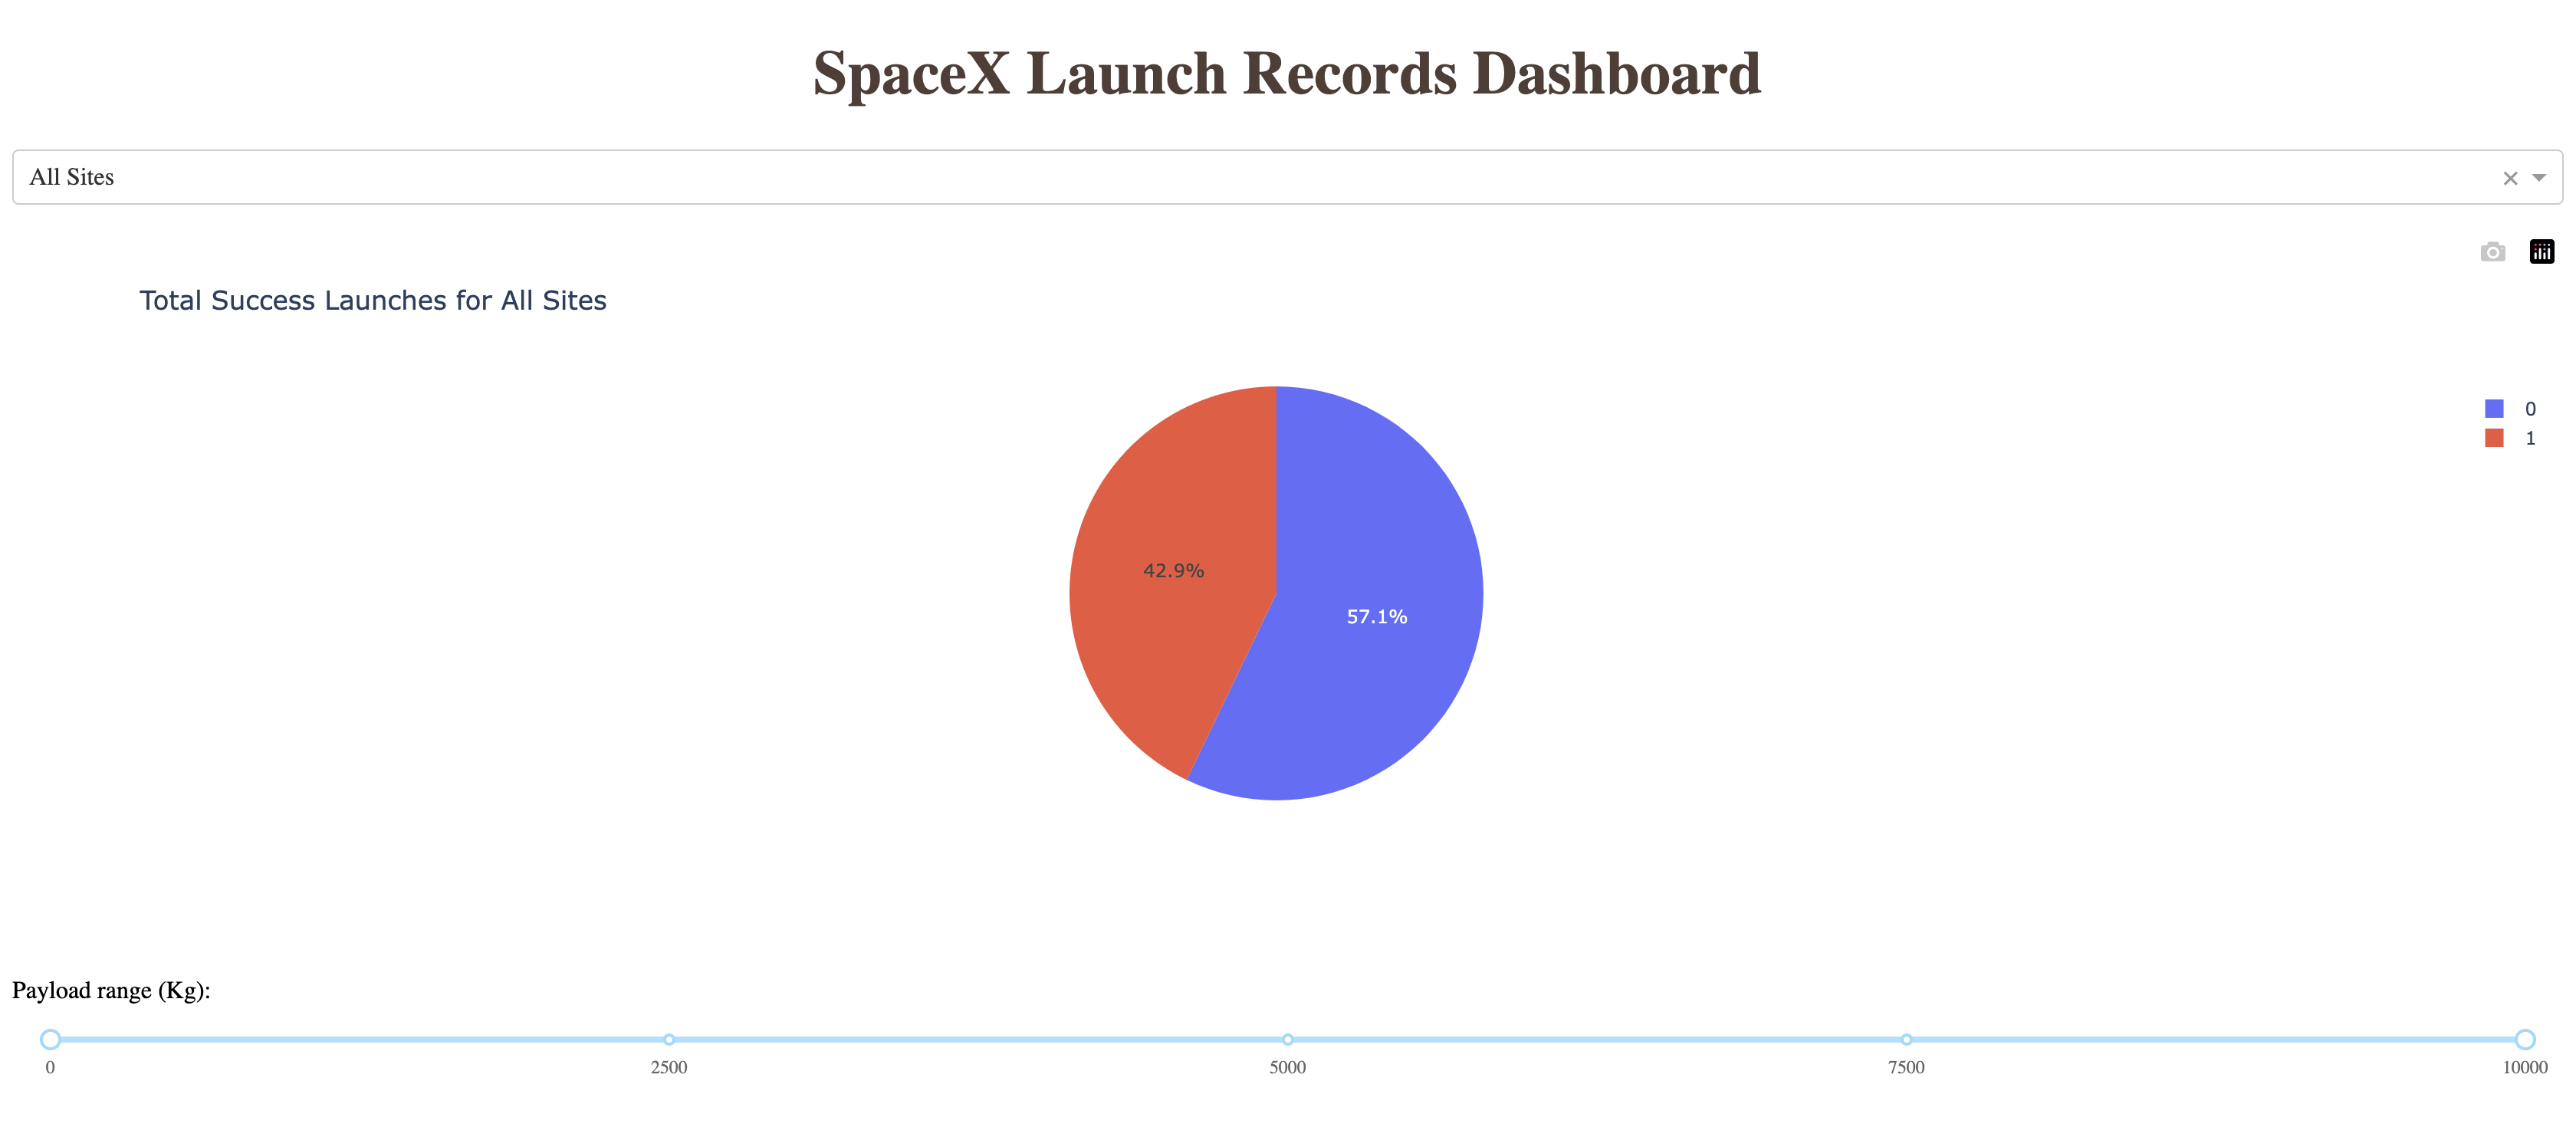 SpaceX Launch Records Dashboard
All Sites
Total Success Launches for All Sites
0
1
42.9%
57.1%
Payload range (Kg):
0 2500 5000 7500 10000